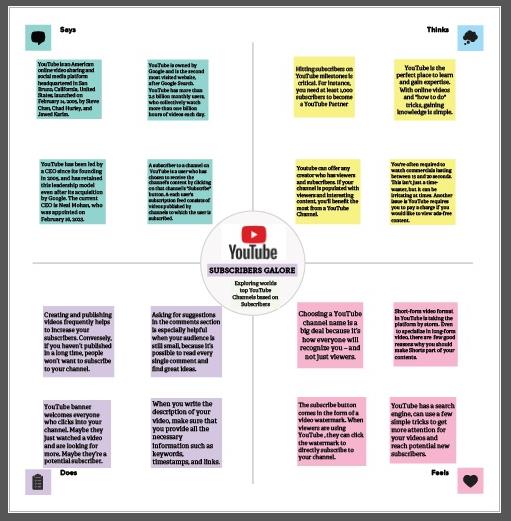 Says
YouTube is an American
online video sharing and
social media platform
headquartered in San
Bruno, California, United
States, launched on
February 14, 2005, by Steve
Chen, Chad Hurley, and
Jawed Karim.
YouTube is owned by
Google and is the second
most visited website,
after Google Search.
YouTube has more than
2.5 billion monthly users,
who collectively watch
more than one billion
hours of videos each day.
YouTube has been led by
a CEO since its founding
in 2005, and has retained
this leadership model
even after its acquisition
by Google. The current
CEO is Neal Mohan, who
was appointed on
February 16, 2023.
A subscriber to a channel on
YouTube is a user who has
chosen to receive the
channel's content by clicking
on that channel's "Subscribe"
button. A each user's
subscription feed consists of
videos published by
channels to which the user is
subscribed.
Thinks
Hitting subscribers on
YouTube milestones is
critical. For instance,
you need at least 1,000
subscribers to become
a YouTube Partner
YouTube is the
perfect place to learn
and gain expertise.
With online videos
and "how to do"
tricks, gaining
knowledge is simple.
Youtube can offer any
creator who has viewers
and subscribers. If your
channel is populated with
viewers and interesting
content, you'll benefit the
most from a YouTube
Channel.
You're often required to
watch commercials lasting
between 15 and 20 seconds.
This isn't just a time-
waster, but it can be
irritating at times. Another
issue is YouTube requires
you to pay a charge if you
would like to view ads-free
content.
YouTube
SUBSCRIBERS GALORE
Exploring worlds
top YouTube
Channels based on
Subscribers
Creating and publishing
videos frequently helps
to increase your
subscribers. Conversely,
if you haven't published
in a long time, people
won't want to subscribe
to your channel.
Asking for suggestions
in the comments section
is especially helpful
when your audience is
still small, because it's
possible to read every
single comment and
find great ideas.
YouTube banner
welcomes everyone
who clicks into your
channel. Maybe they
just watched a video
and are looking for
more. Maybe they're a
potential subscriber.
When you write the
description of your
video, make sure that
you provide all the
necessary
information such as
keywords,
timestamps, and links.
Does
Choosing a YouTube
channel name is a
big deal because it's
how everyone will
recognize you – and
not just viewers.
Short-form video format
in YouTube is taking the
platform by storm. Even
to specialize in long-form
video, there are few good
reasons why you should
make Shorts part of your
content.
The subscribe button
comes in the form of a
video watermark. When
viewers are using
YouTube, they can click
the watermark to
directly subscribe to
your channel.
YouTube has a search
engine, can use a few
simple tricks to get
more attention for
your videos and
reach potential new
subscribers.
Feels